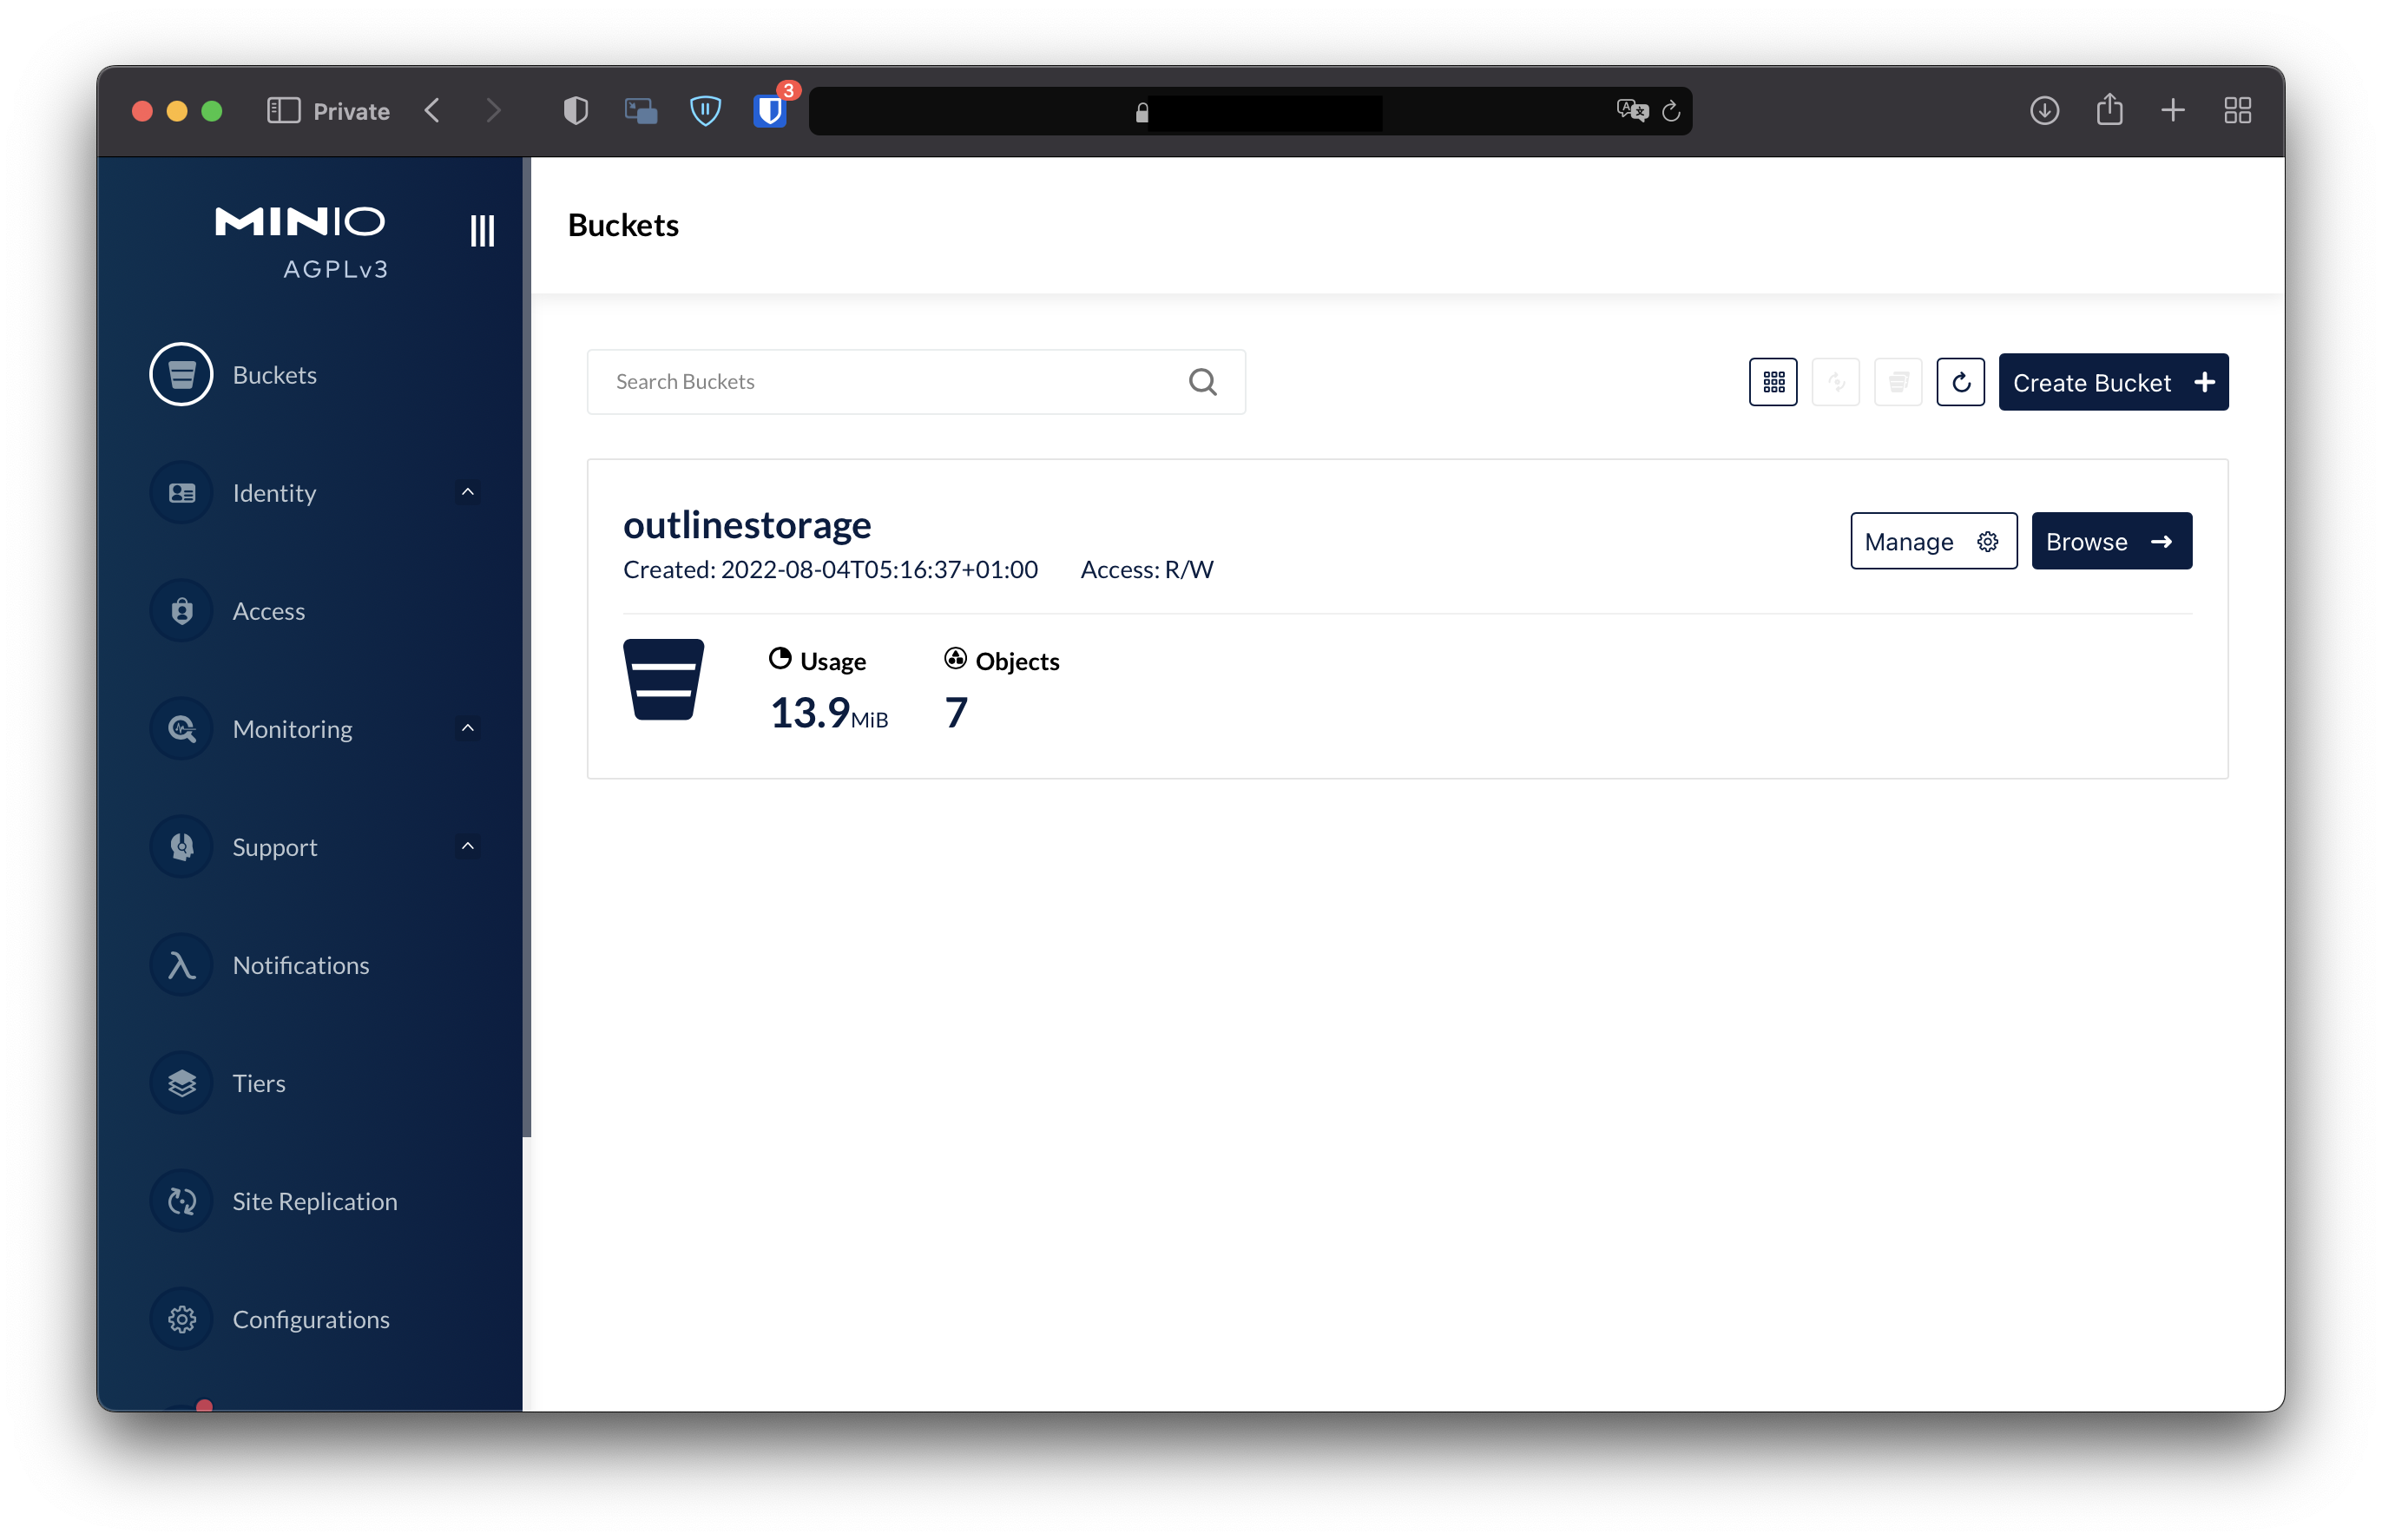 Private
3
MINIO
AGPLv3
Buckets
Identity
Access
Monitoring
Support
Notifications
Tiers
Site Replication
Configurations
Buckets
Search Buckets
Create Bucket
outlinestorage
Manage
Browse
Created: 2022-08-04T05:16:37+01:00 Access: R/W
Usage
Objects
13.9MiB
7